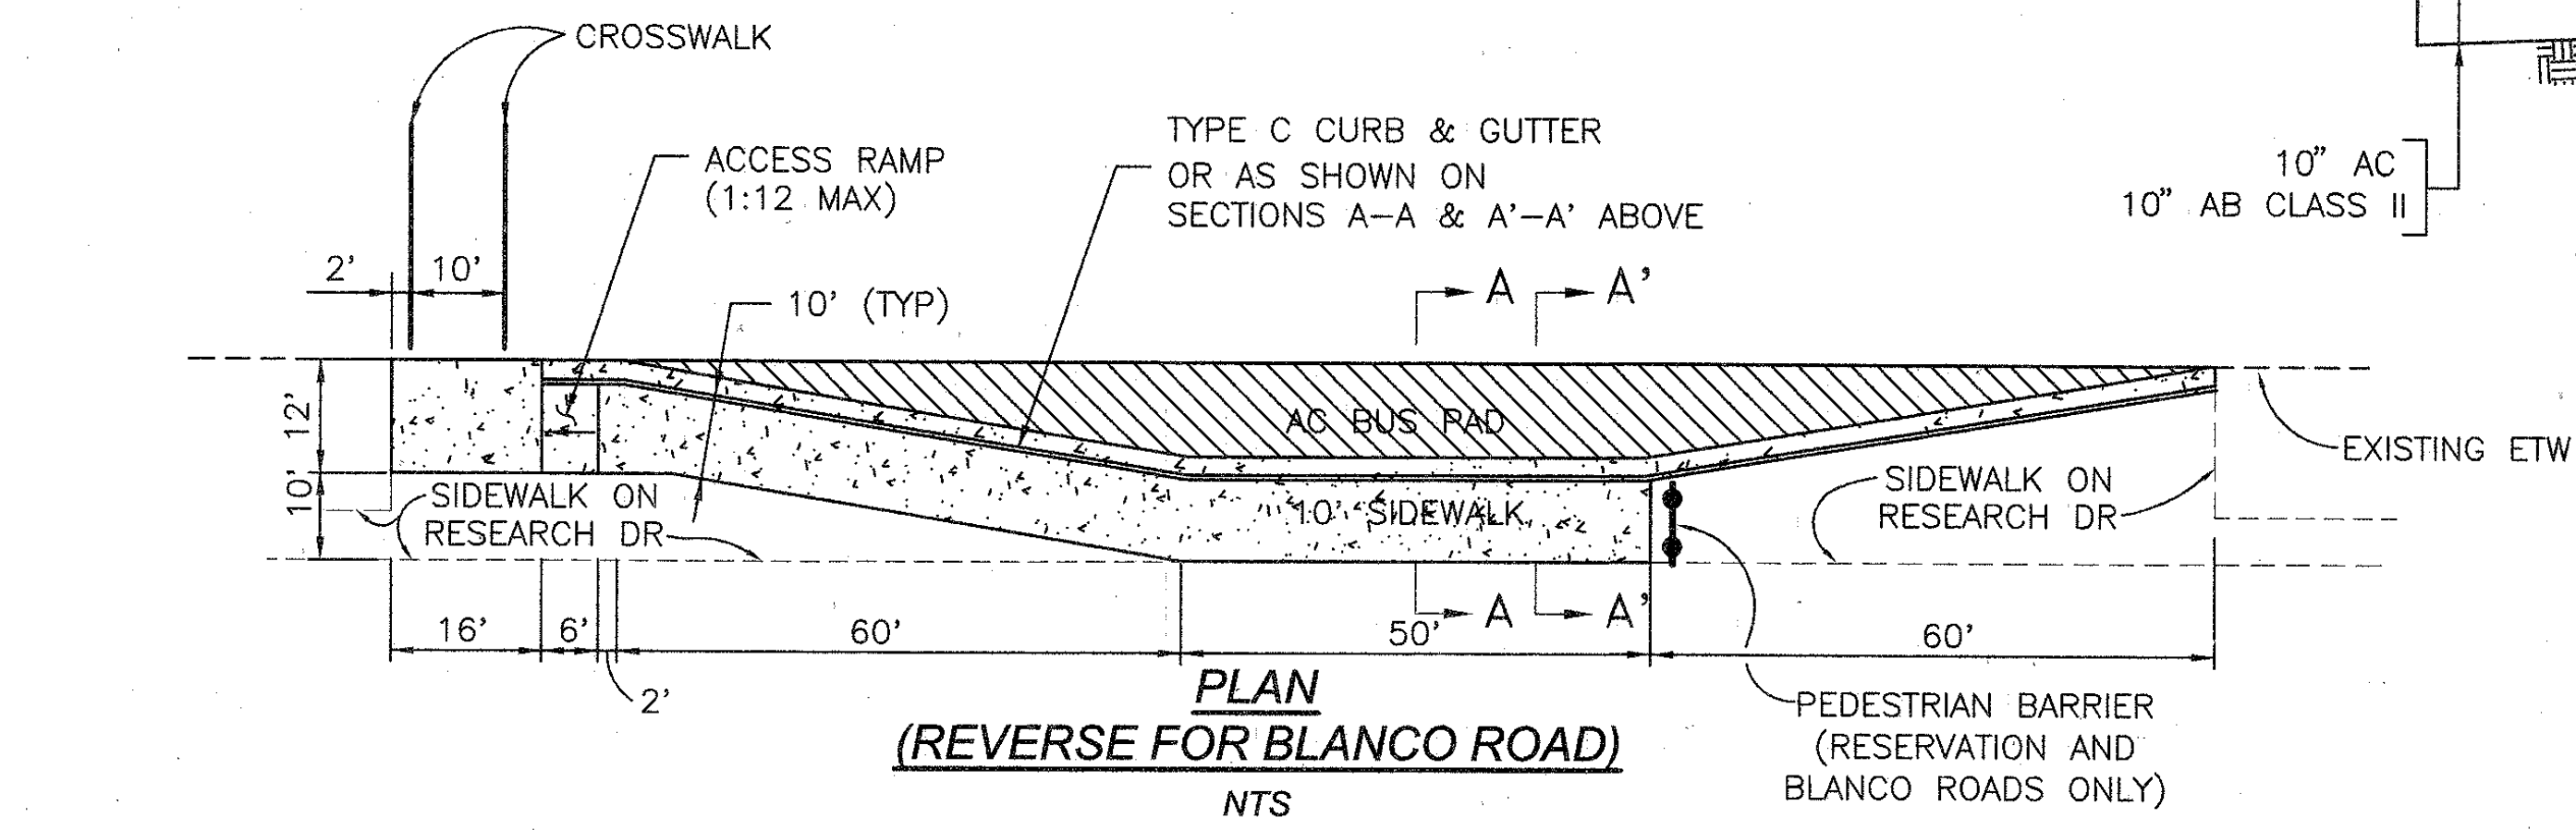 CROSSWALK
TYPE C CURB & GUTTER
OR AS SHOWN ON
SECTIONS A-A & A'-A' ABOVE
ACCESS RAMP
(1:12 MAX)
10" AC
10" AB CLASS II
2'
10'
10' (TYP)
A
A'
12'
10'
AC BUS PAD
EXISTING ETW
SIDEWALK ON
RESEARCH DR
10' SIDEWALK
SIDEWALK ON
RESEARCH DR
A
A'
16'
6'
60'
50'
60'
2'
PLAN
(REVERSE FOR BLANCO ROAD)
NTS
PEDESTRIAN BARRIER
(RESERVATION AND
BLANCO ROADS ONLY)